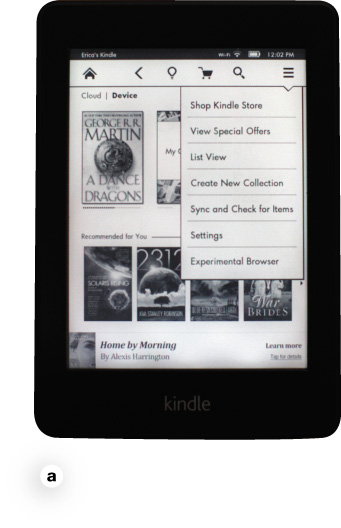 Erica's Kindle Wi-Fi 12:02 PM
Cloud | Device
Shop Kindle Store
View Special Offers
List View
Create New Collection
Sync and Check for Items
Settings
Experimental Browser
GEORGE R.R.
MARTIN
A DANCE
WITH
DRAGONS
My C
Recommended for You
SOLARIS RISING
2312
KIM STANLEY ROBINSON
War
BRIDES
Home by Morning
By Alexis Harrington
Learn more
Tap for details
kindle
a